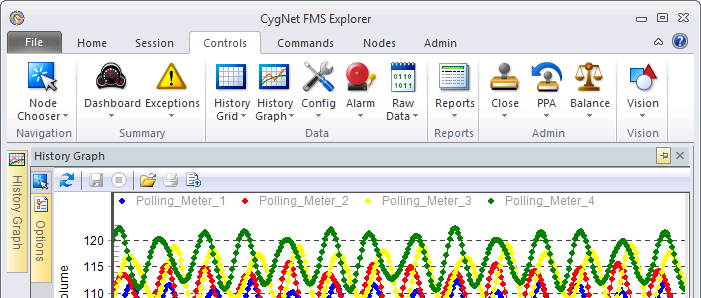 CygNet FMS Explorer
File Home Session Controls Commands Nodes Admin
Node Chooser Dashboard Exceptions History Grid History Graph Config Alarm 0110 1011 Raw Data Reports Close PPA Balance Vision
Navigation Summary Data Reports Admin Vision
History Graph
History Graph
Options
Polling_Meter_1 Polling_Meter_2 Polling_Meter_3 Polling_Meter_4
120
115
110
olume